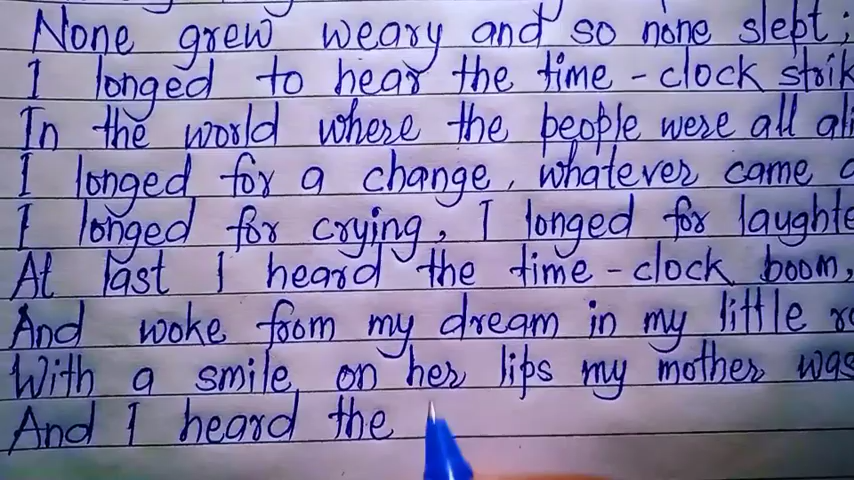 None grew weary and so none slept;
I longed to hear the time-clock strik
In the world where the people were all ali
I longed for a change, whatever came a
I longed for crying, I longed for laughte
At last I heard the time-clock boom,
And woke from my dream in my little ro
With a smile on her lips my mother was
And I heard the